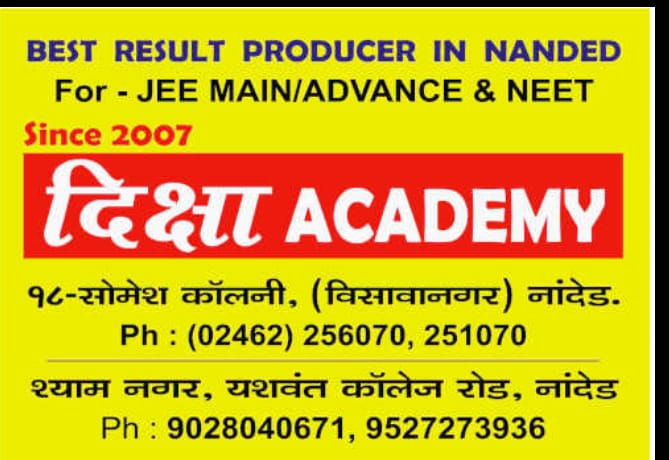 BEST RESULT PRODUCER IN NANDED
For - JEE MAIN/ADVANCE & NEET
Since 2007
दिक्षा ACADEMY
१८-सोमेश कॉलनी, (विसावानगर) नांदेड.
Ph : (02462) 256070, 251070
श्याम नगर, यशवंत कॉलेज रोड, नांदेड
Ph : 9028040671, 9527273936